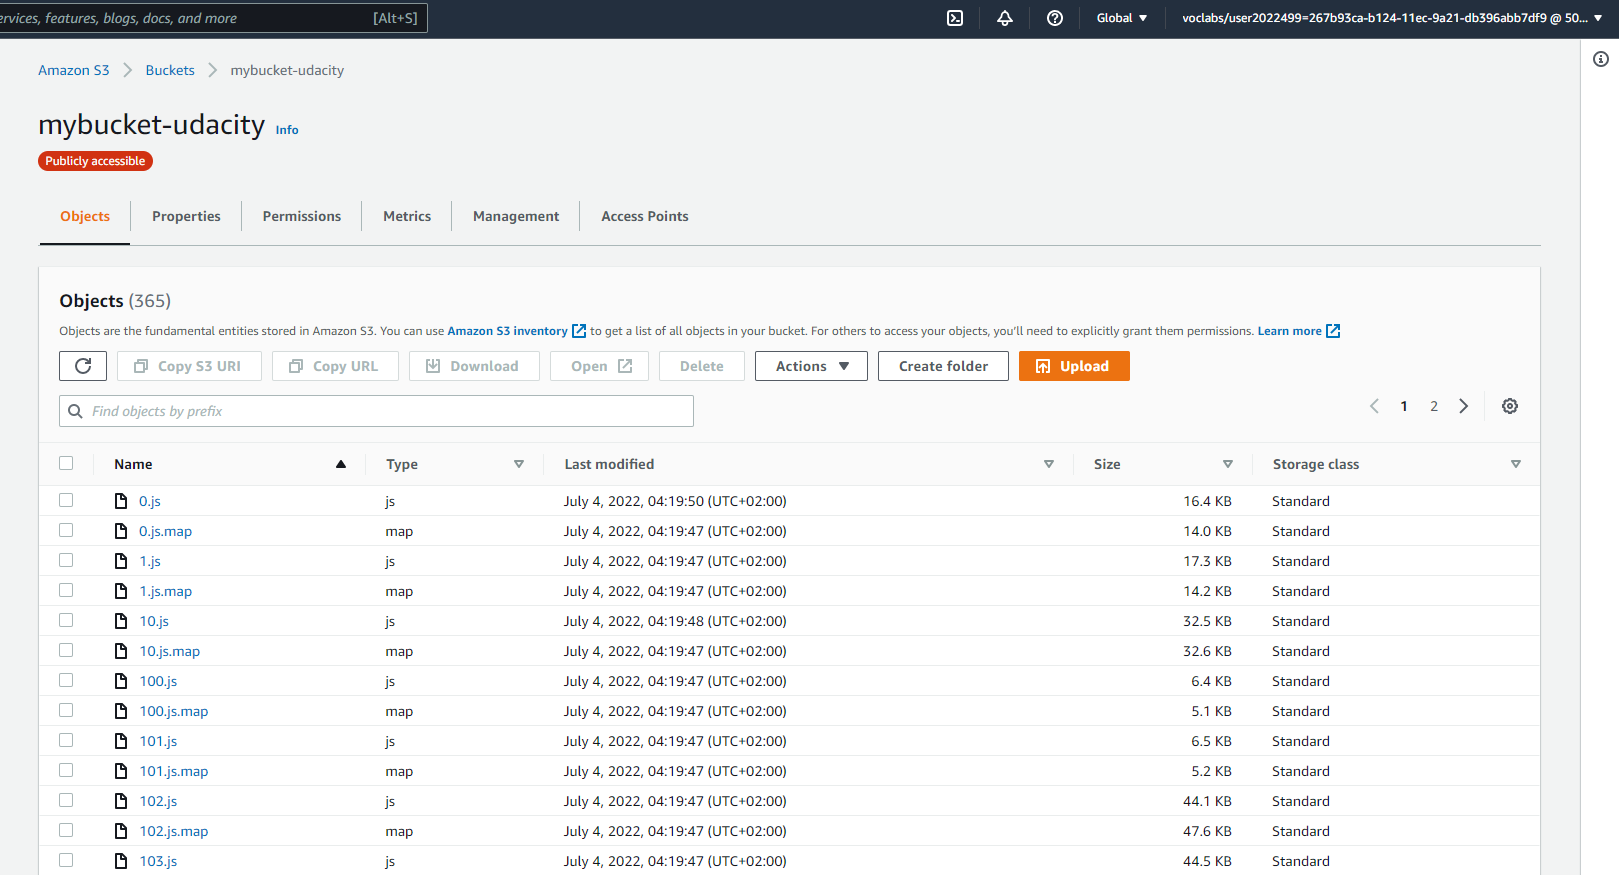 ervices, features, blogs, docs, and more [Alt+S] Global voclabs/user2022499=267b93ca-b124-11ec-9a21-db396abb7df9 @ 50...
Amazon S3 Buckets mybucket-udacity
mybucket-udacity Info
Publicly accessible
Objects Properties Permissions Metrics Management Access Points
Objects (365)
Objects are the fundamental entities stored in Amazon S3. You can use Amazon S3 inventory to get a list of all objects in your bucket. For others to access your objects, you'll need to explicitly grant them permissions. Learn more
Copy S3 URI Copy URL Download Open Delete Actions Create folder Upload
Find objects by prefix 1 2
Name Type Last modified Size Storage class
0.js js July 4, 2022, 04:19:50 (UTC+02:00) 16.4 KB Standard
0.js.map map July 4, 2022, 04:19:47 (UTC+02:00) 14.0 KB Standard
1.js js July 4, 2022, 04:19:47 (UTC+02:00) 17.3 KB Standard
1.js.map map July 4, 2022, 04:19:47 (UTC+02:00) 14.2 KB Standard
10.js js July 4, 2022, 04:19:48 (UTC+02:00) 32.5 KB Standard
10.js.map map July 4, 2022, 04:19:47 (UTC+02:00) 32.6 KB Standard
100.js js July 4, 2022, 04:19:47 (UTC+02:00) 6.4 KB Standard
100.js.map map July 4, 2022, 04:19:47 (UTC+02:00) 5.1 KB Standard
101.js js July 4, 2022, 04:19:47 (UTC+02:00) 6.5 KB Standard
101.js.map map July 4, 2022, 04:19:47 (UTC+02:00) 5.2 KB Standard
102.js js July 4, 2022, 04:19:47 (UTC+02:00) 44.1 KB Standard
102.js.map map July 4, 2022, 04:19:47 (UTC+02:00) 47.6 KB Standard
103.js js July 4, 2022, 04:19:47 (UTC+02:00) 44.5 KB Standard